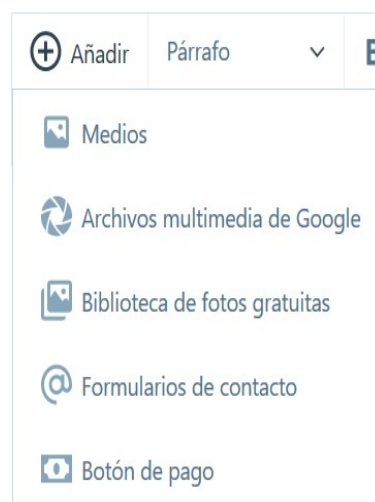 Añadir Párrafo B
Medios
Archivos multimedia de Google
Biblioteca de fotos gratuitas
Formularios de contacto
Botón de pago